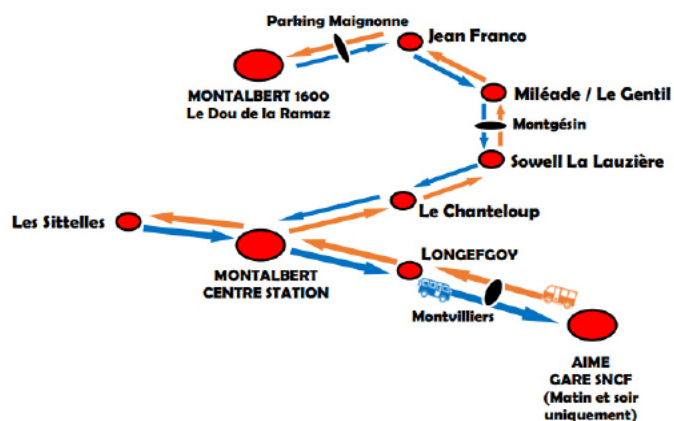 Parking Maignonne
Jean Franco
MONTALBERT 1600
Le Dou de la Ramaz
Miléade / Le Gentil
Montgésin
Sowell La Lauzière
Le Chanteloup
Les Sittelles
MONTALBERT
CENTRE STATION
LONGEFGOY
Montvilliers
AIME
GARE SNCF
(Matin et soir
uniquement)